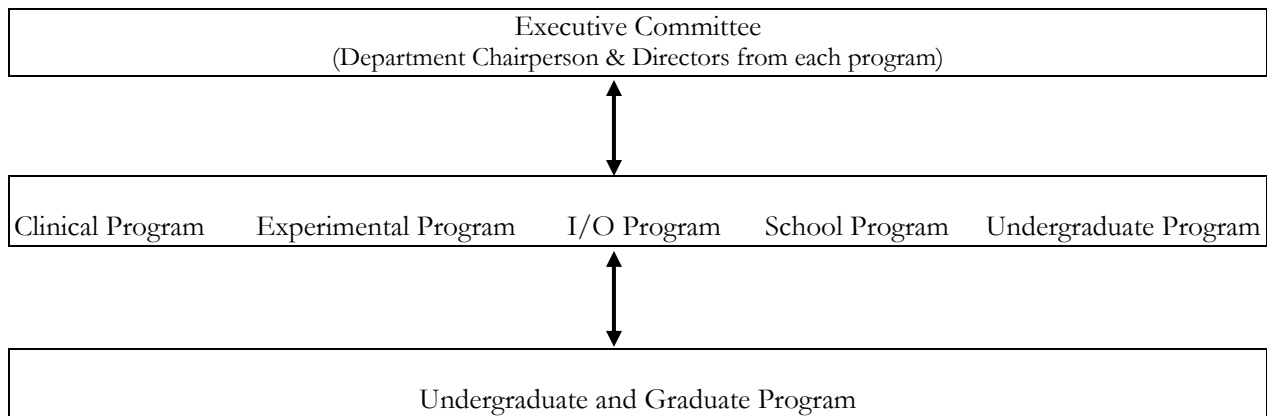 Executive Committee
(Department Chairperson & Directors from each program)
Clinical Program Experimental Program I/O Program School Program Undergraduate Program
Undergraduate and Graduate Program